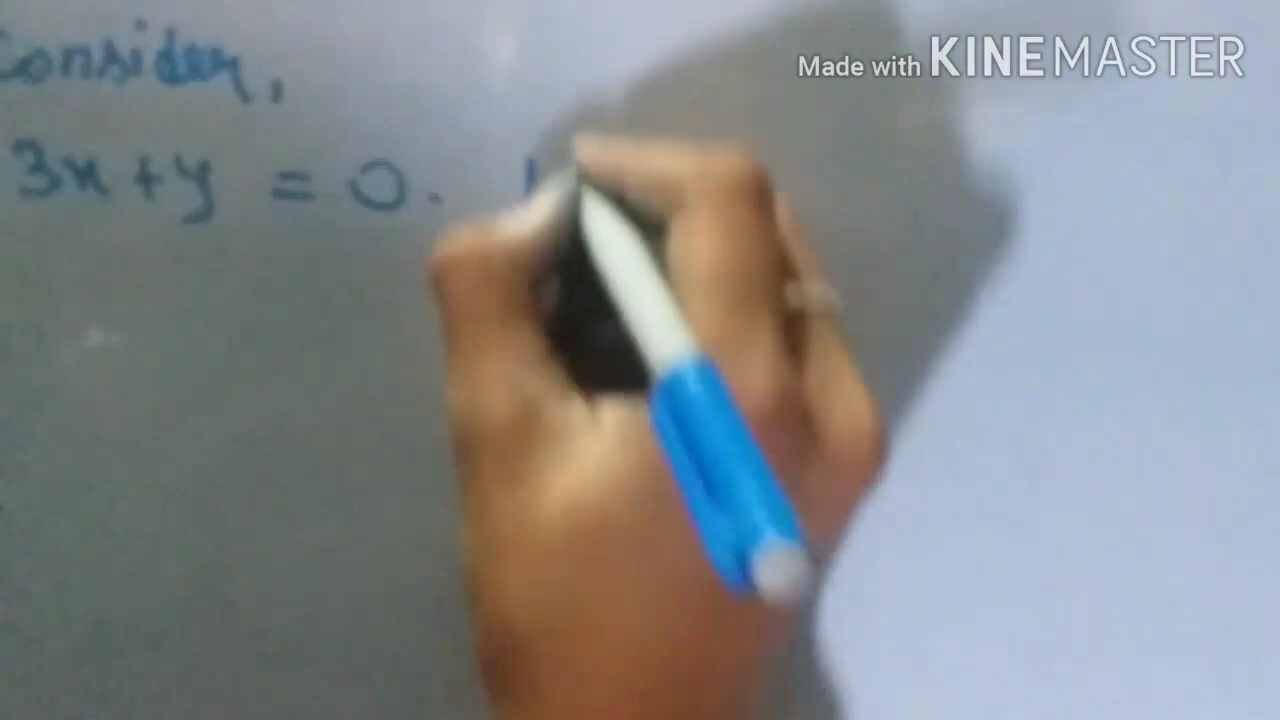 Made with KINEMASTER
Consider,
3x + y = 0.